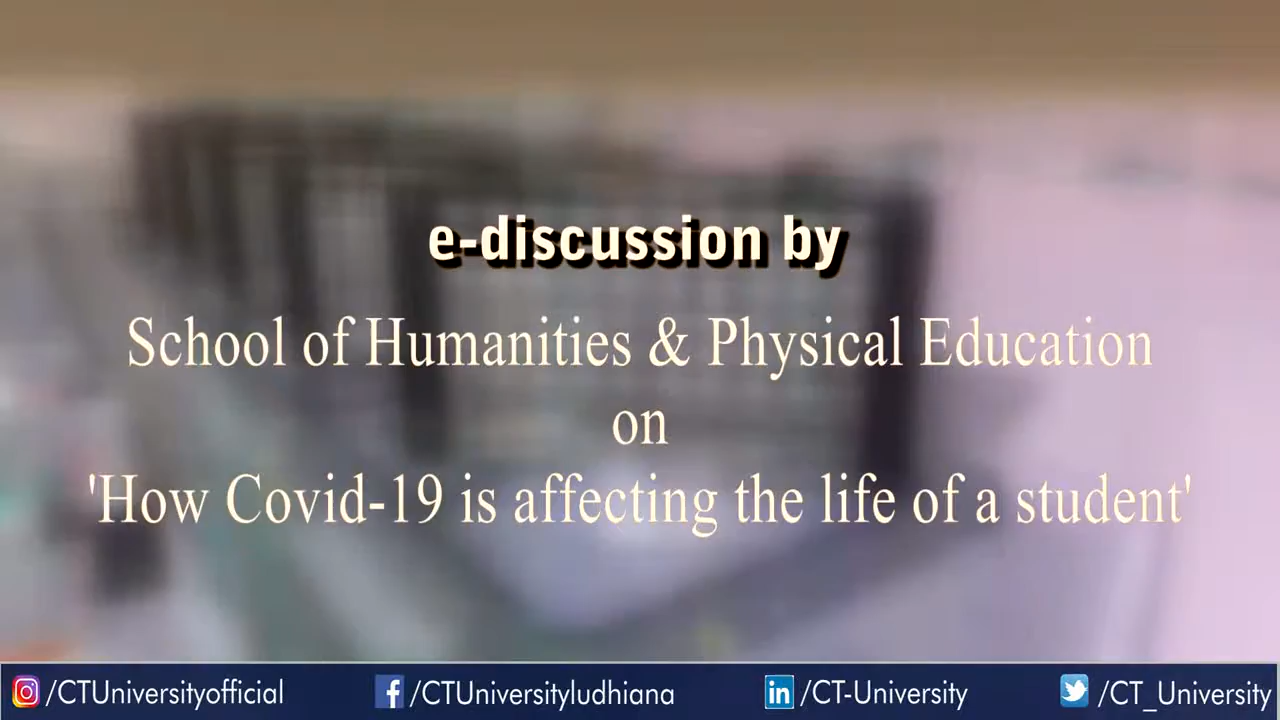 e-discussion by
School of Humanities & Physical Education
on
'How Covid-19 is affecting the life of a student'
/CTUniversityofficial /CTUniversityludhiana /CT-University /CT_University